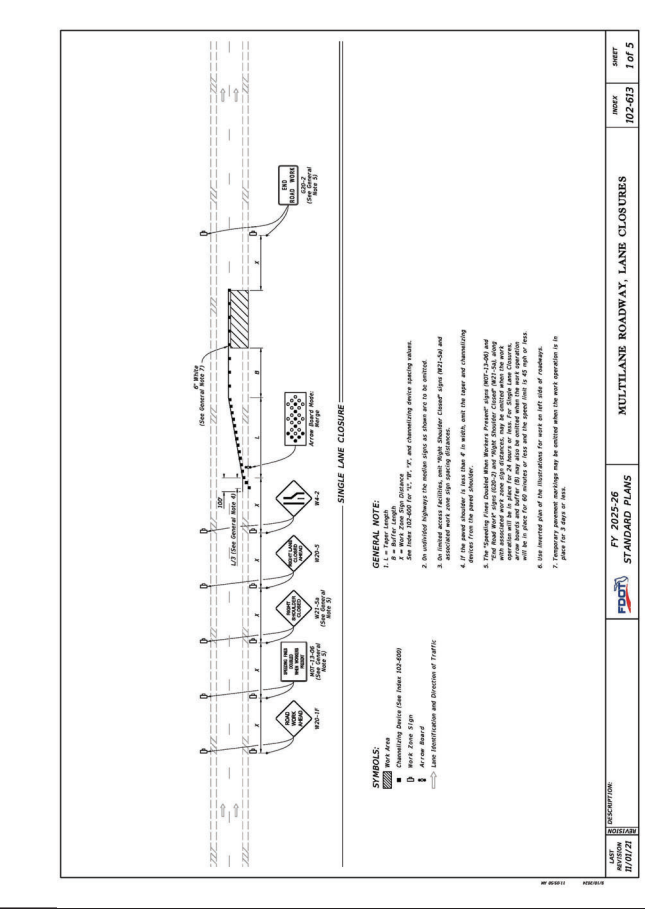 100'
L/3 (See General Note 4)
8" White
(See General Note 7)
X
X
X
X
X
L
B
X
ROAD
WORK
AHEAD
W20-1F
SPEEDING FINES
DOUBLED
WHEN WORKERS
PRESENT
MOT-13-06
(See General
Note 5)
RIGHT
SHOULDER
CLOSED
W21-5a
(See General
Note 5)
RIGHT LANE
CLOSED
AHEAD
W20-5
W4-2
Arrow Board Mode:
Merge
END
ROAD WORK
G20-2
(See General
Note 5)
SINGLE LANE CLOSURE
SYMBOLS:
Work Area
Channelizing Device (See Index 102-600)
Work Zone Sign
Arrow Board
Lane Identification and Direction of Traffic
GENERAL NOTE:
1. L = Taper Length
B = Buffer Length
X = Work Zone Sign Distance
See Index 102-600 for "L", "B", "X", and channelizing device spacing values.
2. On undivided highways the median signs as shown are to be omitted.
3. On limited access facilities, omit "Right Shoulder Closed" signs (W21-5a) and
associated work zone sign spacing distances.
4. If the paved shoulder is less than 4' in width, omit the taper and channelizing
devices from the paved shoulder.
5. The "Speeding Fines Doubled When Workers Present" signs (MOT-13-06) and
"End Road Work" signs (G20-2) and "Right Shoulder Closed" (W21-5a), along
with associated work zone sign distances, may be omitted when the work
operation will be in place for 24 hours or less. For Single Lane Closures,
arrow boards and buffer (B) may also be omitted when the work operation
will be in place for 60 minutes or less and the speed limit is 45 mph or less.
6. Use inverted plan of the illustrations for work on left side of roadways.
7. Temporary pavement markings may be omitted when the work operation is in
place for 3 days or less.
LAST
REVISION
11/01/21
REVISION
DESCRIPTION:
FDOT
FY 2025-26
STANDARD PLANS
MULTILANE ROADWAY, LANE CLOSURES
INDEX
102-613
SHEET
1 of 5